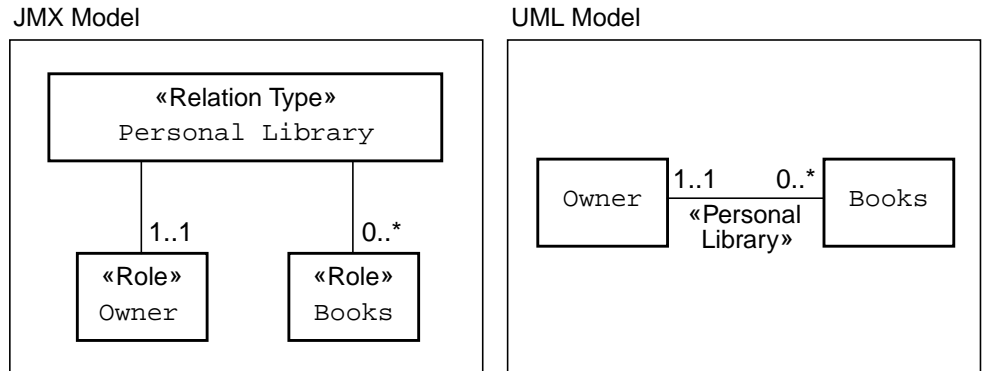 JMX Model
«Relation Type»
Personal Library
1..1
0..*
«Role»
Owner
«Role»
Books
UML Model
Owner
1..1
0..*
«Personal
Library»
Books